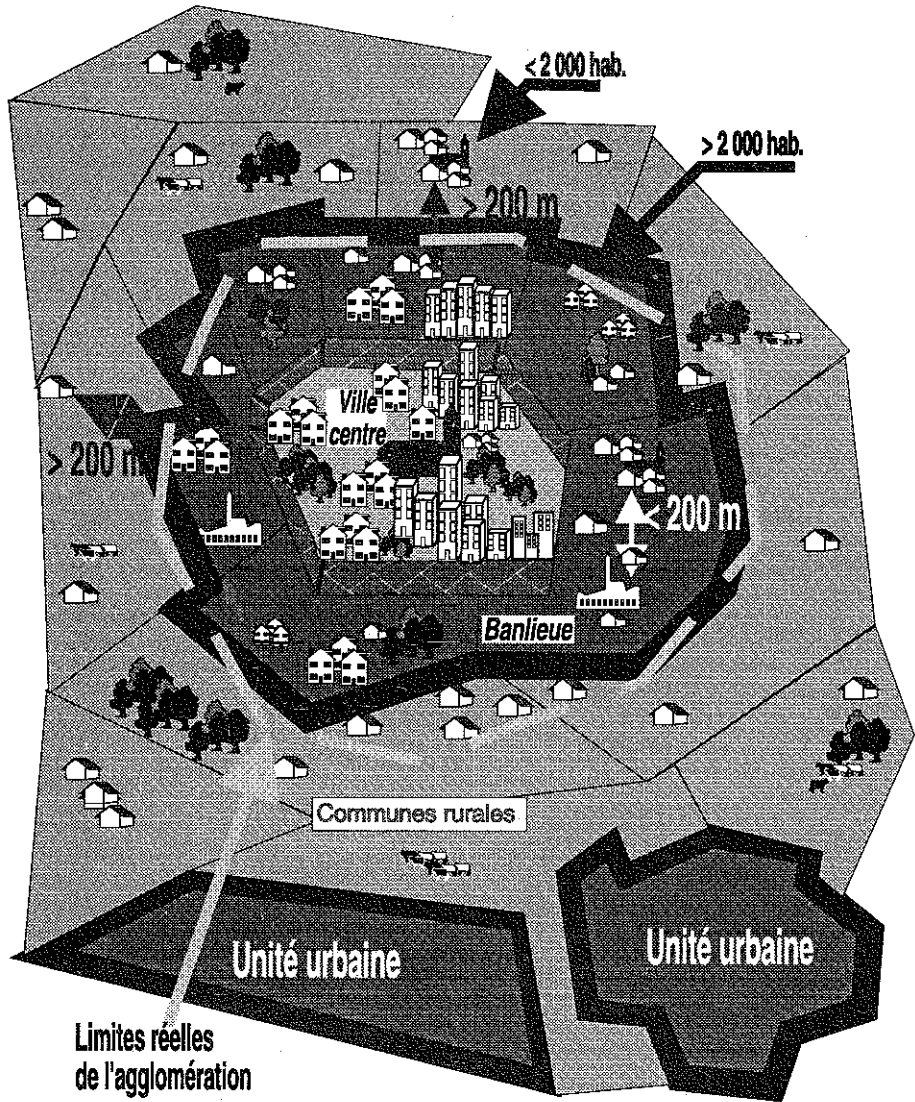 < 2 000 hab.
> 2 000 hab.
> 200 m
Ville
centre
> 200 m
< 200 m
Banlieue
Communes rurales
Unité urbaine
Unité urbaine
Limites réelles
de l'agglomération